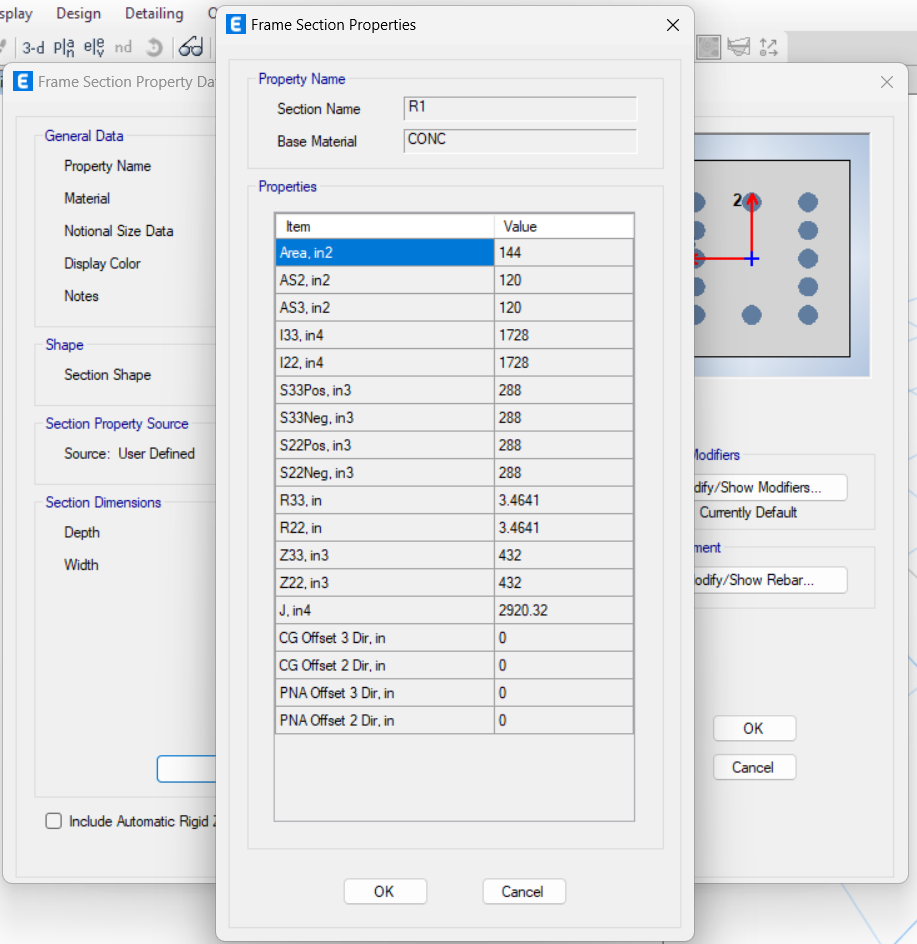 Design Detailing
3-d nd
E Frame Section Properties
E Frame Section Property
Property Name
Section Name R1
Base Material CONC
Properties
Item Value
Area, in2 144
AS2, in2 120
AS3, in2 120
I33, in4 1728
I22, in4 1728
S33Pos, in3 288
S33Neg, in3 288
S22Pos, in3 288
S22Neg, in3 288
R33, in 3.4641
R22, in 3.4641
Z33, in3 432
Z22, in3 432
J, in4 2920.32
CG Offset 3 Dir, in 0
CG Offset 2 Dir, in 0
PNA Offset 3 Dir, in 0
PNA Offset 2 Dir, in 0
OK Cancel
General Data
Property Name
Material
Notional Size Data
Display Color
Notes
Shape
Section Shape
Section Property Source
Source: User Defined
Section Dimensions
Depth
Width
Include Automatic Rigid
2
Modifiers
dify/Show Modifiers...
Currently Default
ment
odify/Show Rebar...
OK
Cancel